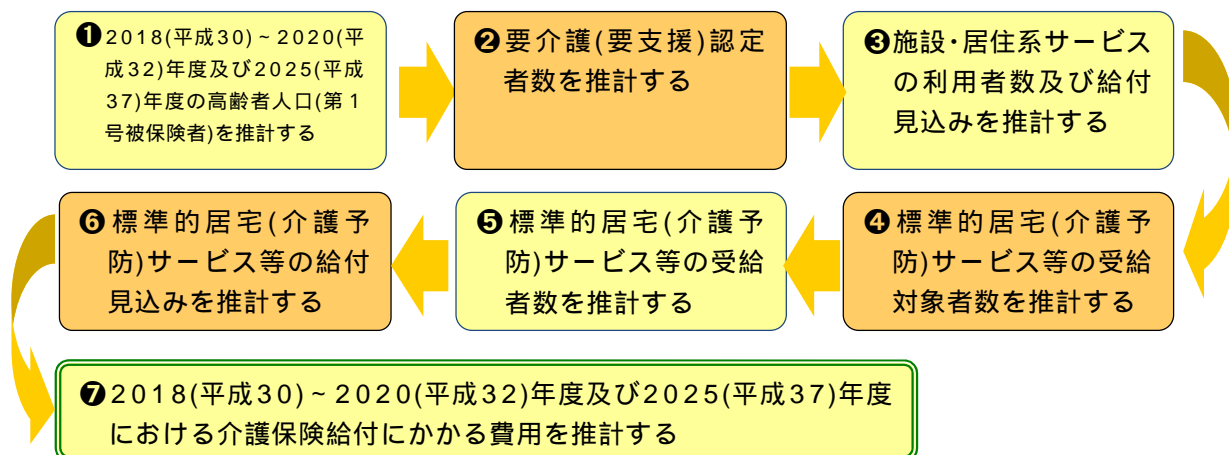 ❶2018(平成30)~2020(平
成32)年度及び2025(平成
37)年度の高齢者人口(第1
号被保険者)を推計する
❷要介護(要支援)認定
者数を推計する
❸施設・居住系サービス
の利用者数及び給付
見込みを推計する
❹標準的居宅(介護予
防)サービス等の受給
対象者数を推計する
❺標準的居宅(介護予
防)サービス等の受給
者数を推計する
❻標準的居宅(介護予
防)サービス等の給付
見込みを推計する
❼2018(平成30)~2020(平成32)年度及び2025(平成37)年度
における介護保険給付にかかる費用を推計する